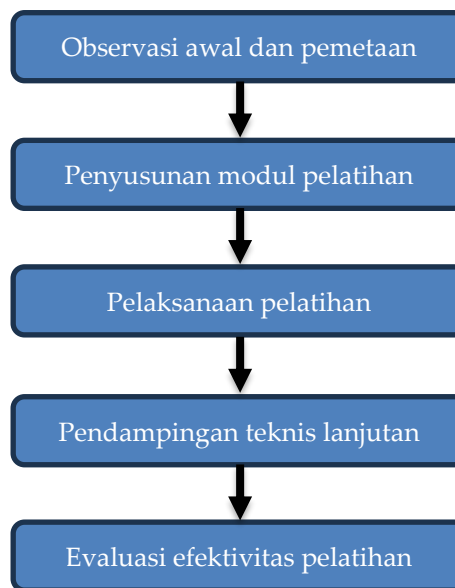 Observasi awal dan pemetaan
Penyusunan modul pelatihan
Pelaksanaan pelatihan
Pendampingan teknis lanjutan
Evaluasi efektivitas pelatihan